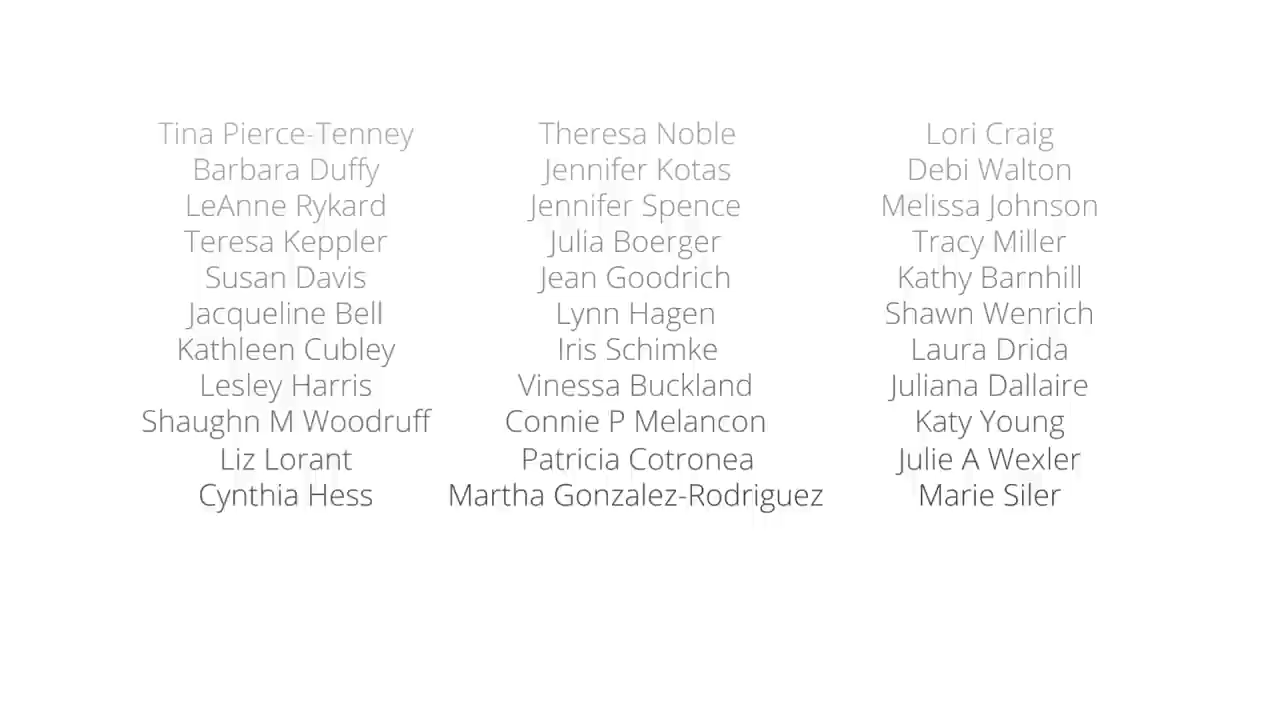 Tina Pierce-Tenney Theresa Noble Lori Craig
Barbara Duffy Jennifer Kotas Debi Walton
LeAnne Rykard Jennifer Spence Melissa Johnson
Teresa Keppler Julia Boerger Tracy Miller
Susan Davis Jean Goodrich Kathy Barnhill
Jacqueline Bell Lynn Hagen Shawn Wenrich
Kathleen Cubley Iris Schimke Laura Drida
Lesley Harris Vinessa Buckland Juliana Dallaire
Shaughn M Woodruff Connie P Melancon Katy Young
Liz Lorant Patricia Cotronea Julie A Wexler
Cynthia Hess Martha Gonzalez-Rodriguez Marie Siler